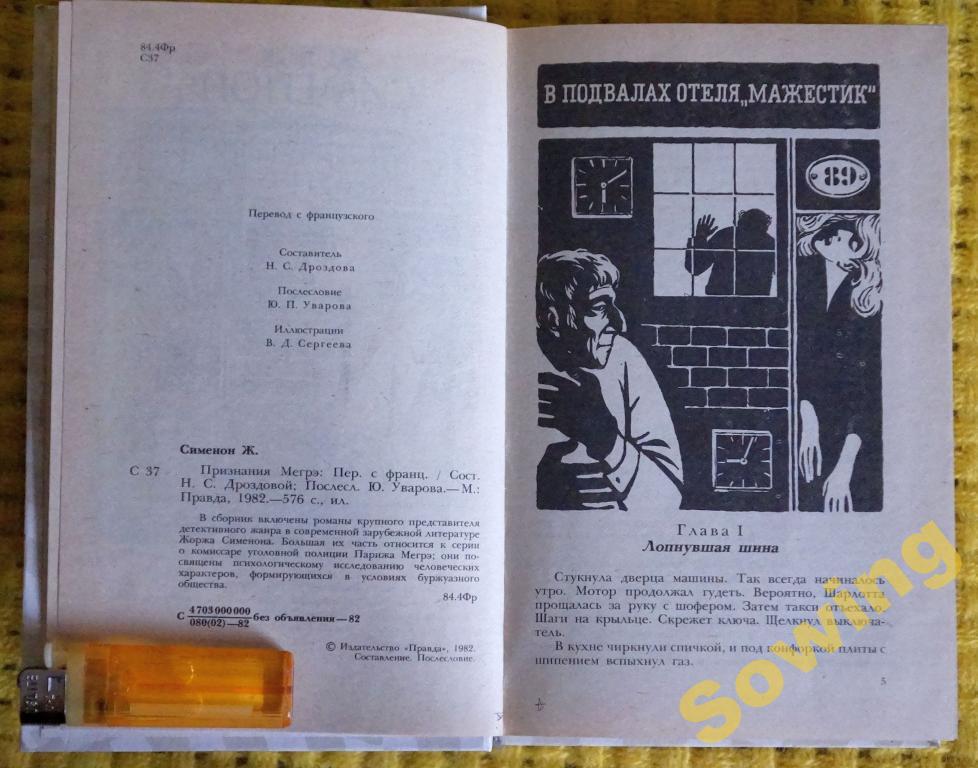 84.4Фр
С37
Перевод с французского
Составитель
Н. С. Дроздова
Послесловие
Ю. П. Уварова
Иллюстрации
В. Д. Сергеева
Сименон Ж.
С 37 Признания Мегрэ: Пер. с франц. / Сост.
Н. С. Дроздовой; Послесл. Ю. Уварова.—М.:
Правда, 1982.—576 с., ил.
В сборник включены романы крупного представителя
детективного жанра в современной зарубежной литературе
Жоржа Сименона. Большая их часть относится к серии
о комиссаре уголовной полиции Парижа Мегрэ; они по-
священы психологическому исследованию человеческих
характеров, формирующихся в условиях буржуазного
общества.
84.4Фр
С 4703000000
080(02)—82 без объявления—82
© Издательство «Правда», 1982.
Составление. Послесловие.
В ПОДВАЛАХ ОТЕЛЯ „МАЖЕСТИК“
89
Глава I
Лопнувшая шина
Стукнула дверца машины. Так всегда начиналось
утро. Мотор продолжал гудеть. Вероятно, Шарлотта
прощалась за руку с шофером. Затем такси отъехало.
Шаги на крыльце. Скрежет ключа. Щелкнул выключа-
тель.
В кухне чиркнули спичкой, и под конфоркой плиты с
шипением вспыхнул газ.
5
Sowing